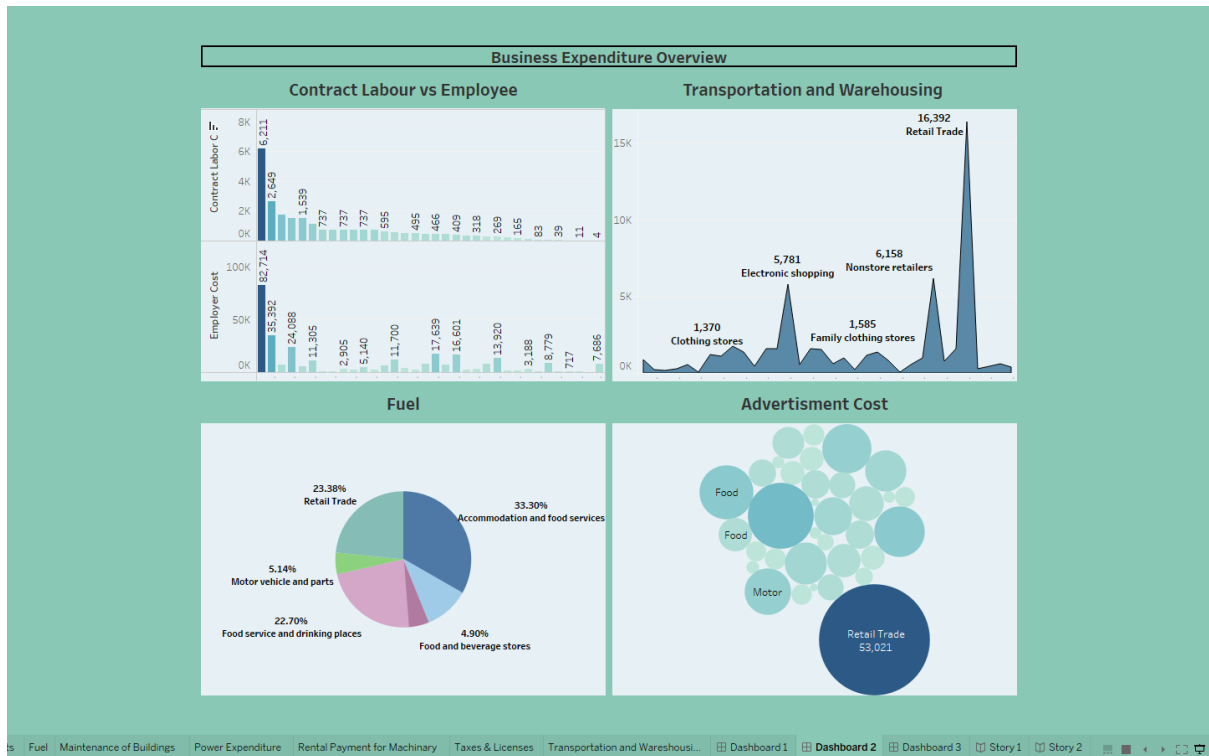 Business Expenditure Overview
Contract Labour vs Employee
Contract Labor C
8K
6K
4K
2K
0K
6,211
2,649
1,539
737
737
737
595
495
466
409
318
269
165
83
39
11
4
Employer Cost
100K
50K
0K
82,714
35,392
24,088
11,305
2,905
5,140
11,700
17,639
16,601
13,920
3,188
8,779
717
7,686
Transportation and Warehousing
15K
10K
5K
0K
16,392
Retail Trade
5,781
Electronic shopping
6,158
Nonstore retailers
1,370
Clothing stores
1,585
Family clothing stores
Fuel
23.38%
Retail Trade
33.30%
Accommodation and food services
5.14%
Motor vehicle and parts
22.70%
Food service and drinking places
4.90%
Food and beverage stores
Advertisment Cost
Food
Food
Motor
Retail Trade
53,021
ts Fuel Maintenance of Buildings Power Expenditure Rental Payment for Machinary Taxes & Licenses Transportation and Warehousi... Dashboard 1 Dashboard 2 Dashboard 3 Story 1 Story 2